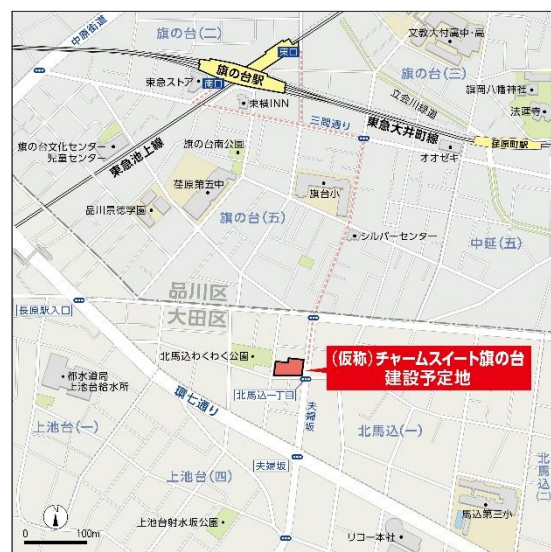 中原街道
旗の台(二)
文教大付属中・高
東口
旗の台駅
旗の台(三)
東急ストア
南口
東横INN
旗岡八幡神社
立会川緑道
法蓮寺
三間通り
東急大井町線
荏原町駅
オオゼキ
旗の台文化センター
児童センター
東急池上線
旗の台南公園
荏原第五中
旗台小
品川景徳学園
旗の台(五)
シルバーセンター
中延(五)
品川区
大田区
長原駅入口
北馬込わくわく公園
(仮称)チャームスイート旗の台
建設予定地
都水道局
上池台給水所
環七通り
北馬込一丁目
夫婦坂
上池台(一)
北馬込(一)
北馬込(二)
上池台(四)
夫婦坂
馬込第三小
上池台射水坂公園
リコー本社
0 100m